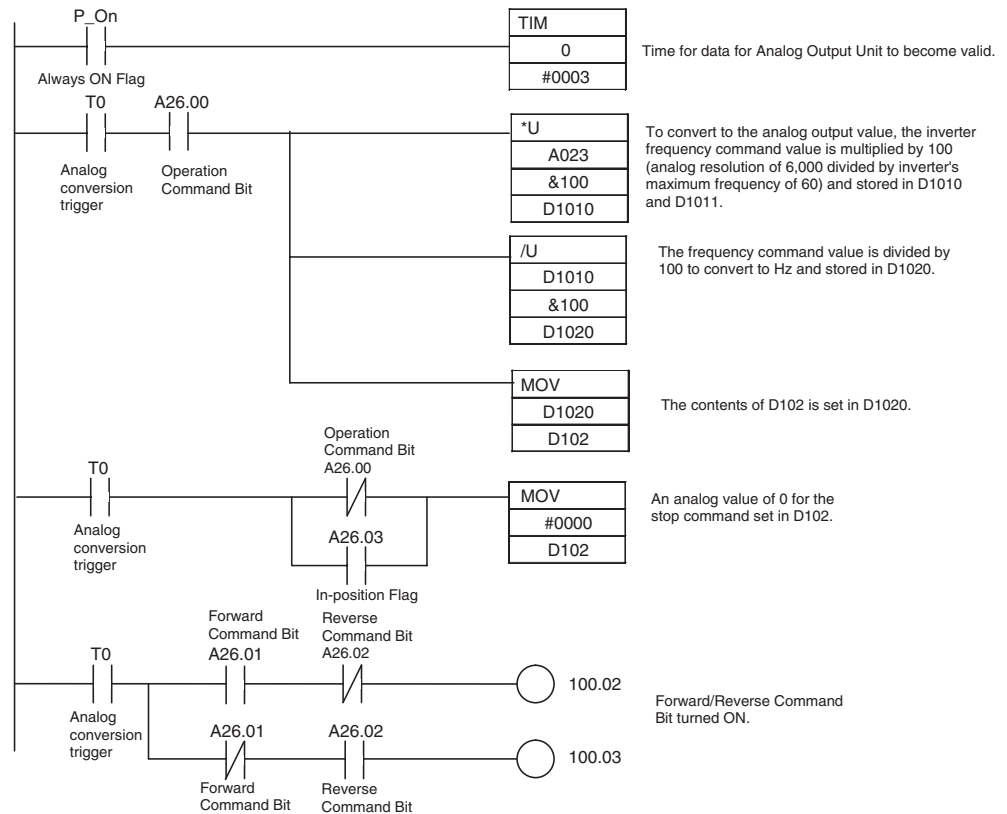 P_On
TIM
0
#0003
Time for data for Analog Output Unit to become valid.
Always ON Flag
T0
A26.00
Analog
conversion
trigger
Operation
Command Bit
*U
A023
&100
D1010
To convert to the analog output value, the inverter
frequency command value is multiplied by 100
(analog resolution of 6,000 divided by inverter's
maximum frequency of 60) and stored in D1010
and D1011.
/U
D1010
&100
D1020
The frequency command value is divided by
100 to convert to Hz and stored in D1020.
MOV
D1020
D102
The contents of D102 is set in D1020.
T0
Analog
conversion
trigger
Operation
Command Bit
A26.00
A26.03
In-position Flag
MOV
#0000
D102
An analog value of 0 for the
stop command set in D102.
T0
Analog
conversion
trigger
Forward
Command Bit
A26.01
Reverse
Command Bit
A26.02
100.02
Forward/Reverse Command
Bit turned ON.
A26.01
Forward
Command Bit
A26.02
Reverse
Command Bit
100.03